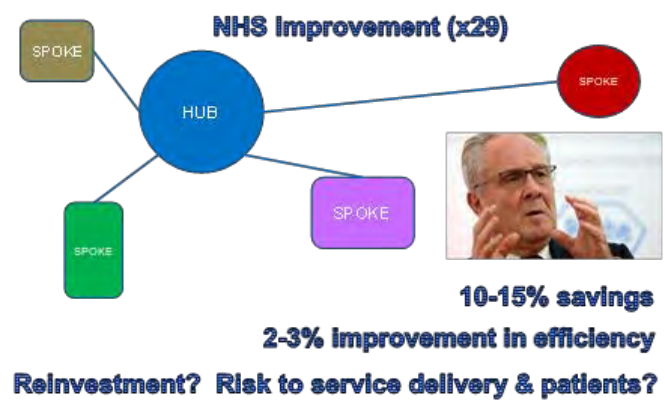 NHS Improvement (x29)
SPOKE
HUB
SPOKE
SPOKE
SPOKE
10-15% savings
2-3% improvement in efficiency
Reinvestment? Risk to service delivery & patients?